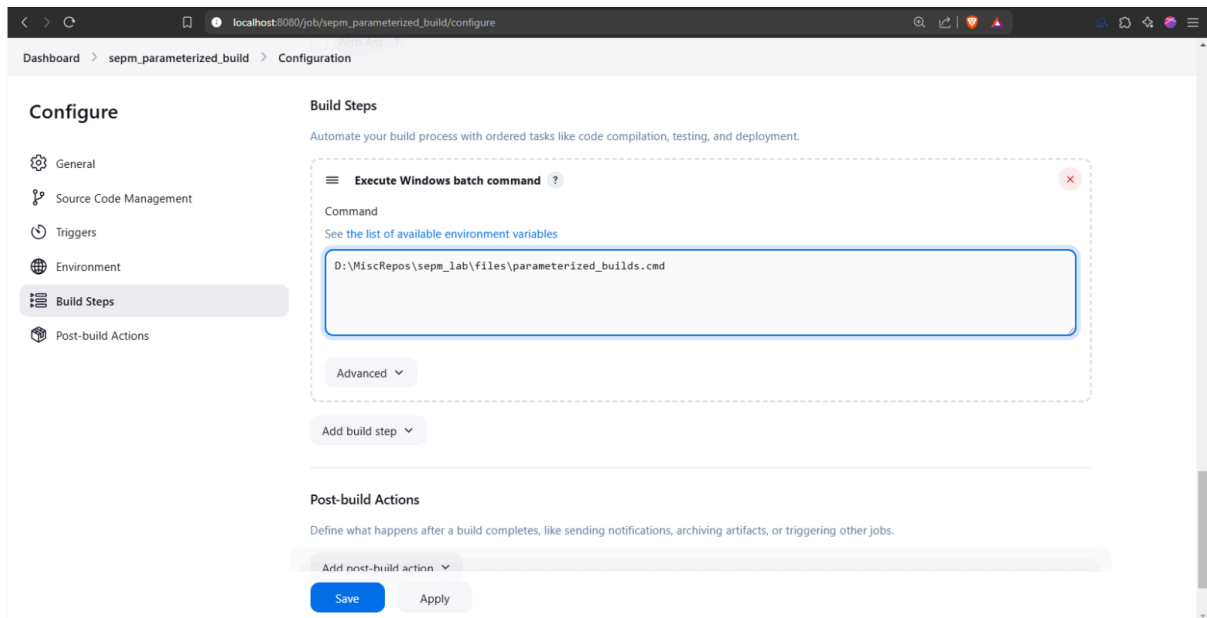 localhost:8080/job/sepm_parameterized_build/configure
With Ant ?
Dashboard > sepm_parameterized_build > Configuration
Configure
General
Source Code Management
Triggers
Environment
Build Steps
Post-build Actions
Build Steps
Automate your build process with ordered tasks like code compilation, testing, and deployment.
Execute Windows batch command ?
Command
See the list of available environment variables
D:\MiscRepos\sepm_lab\files\parameterized_builds.cmd
Advanced
Add build step
Post-build Actions
Define what happens after a build completes, like sending notifications, archiving artifacts, or triggering other jobs.
Add post-build action
Save
Apply